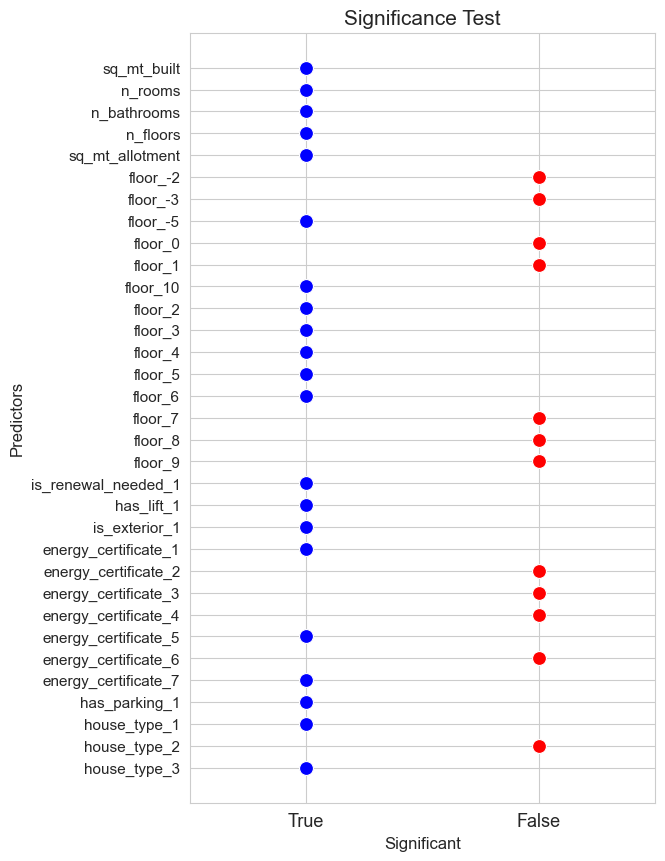 Significance Test
sq_mt_built
n_rooms
n_bathrooms
n_floors
sq_mt_allotment
floor_-2
floor_-3
floor_-5
floor_0
floor_1
floor_10
floor_2
floor_3
floor_4
floor_5
floor_6
floor_7
floor_8
floor_9
is_renewal_needed_1
has_lift_1
is_exterior_1
energy_certificate_1
energy_certificate_2
energy_certificate_3
energy_certificate_4
energy_certificate_5
energy_certificate_6
energy_certificate_7
has_parking_1
house_type_1
house_type_2
house_type_3
Predictors
True False
Significant